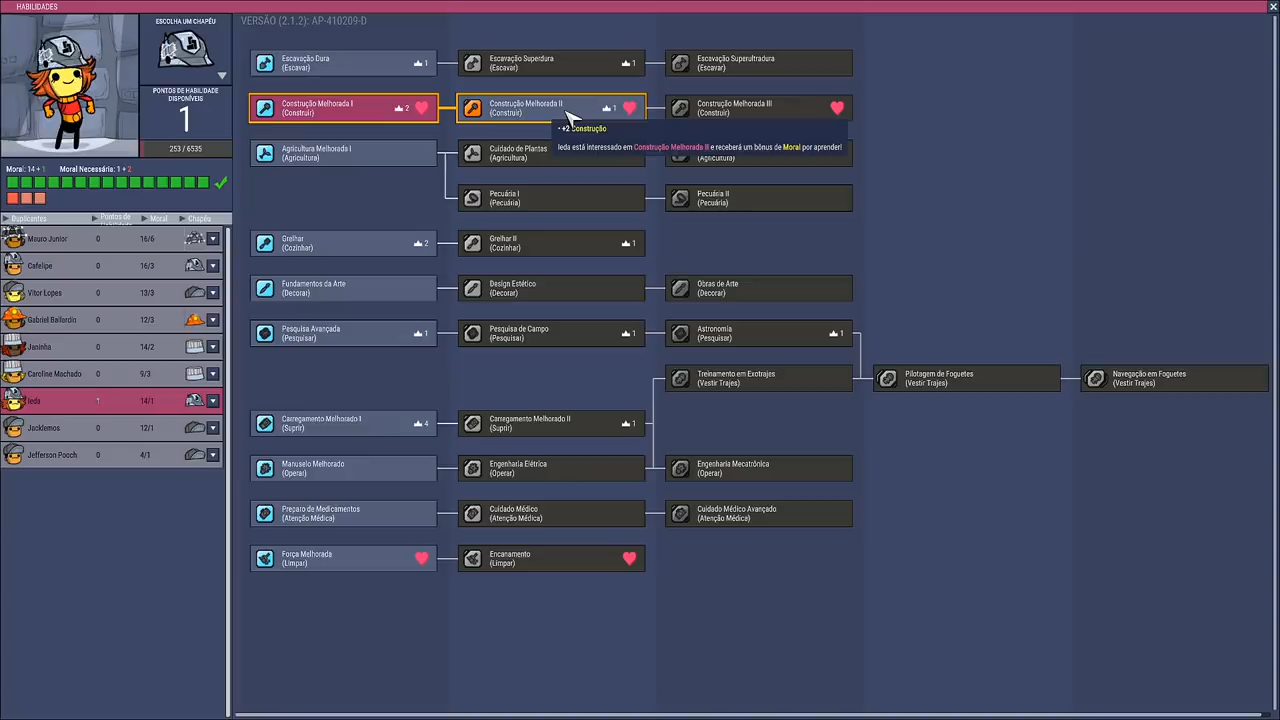 HABILIDADES
ESCOLHA UM CHAPÉU
PONTOS DE HABILIDADE
DISPONÍVEIS
1
253 / 6535
Moral: 14 + 1 Moral Necessária: 1 + 2
Duplicantes Pontos de Habilidade Moral Chapéu
Mauro Junior 0 16/6
Cafelipe 0 16/3
Vitor Lopes 0 13/3
Gabriel Bailardin 0 12/3
Janinha 0 14/2
Caroline Machado 0 9/3
Ieda 1 14/1
Jacklemos 0 12/1
Jefferson Pooch 0 4/1
VERSÃO (2.1.2): AP-410209-D
Escavação Dura
(Escavar)
1
Escavação Superdura
(Escavar)
1
Escavação Superultradura
(Escavar)
Construção Melhorada I
(Construir)
2
Construção Melhorada II
(Construir)
1
Construção Melhorada III
(Construir)
• +2 Construção
Ieda está interessado em Construção Melhorada II e receberá um bônus de Moral por aprender!
Agricultura Melhorada I
(Agricultura)
Cuidado de Plantas
(Agricultura)
(Agricultura)
Pecuária I
(Pecuária)
Pecuária II
(Pecuária)
Grelhar
(Cozinhar)
2
Grelhar II
(Cozinhar)
1
Fundamentos da Arte
(Decorar)
Design Estético
(Decorar)
Obras de Arte
(Decorar)
Pesquisa Avançada
(Pesquisar)
1
Pesquisa de Campo
(Pesquisar)
1
Astronomia
(Pesquisar)
1
Treinamento em Exotrajes
(Vestir Trajes)
Pilotagem de Foguetes
(Vestir Trajes)
Navegação em Foguetes
(Vestir Trajes)
Carregamento Melhorado I
(Suprir)
4
Carregamento Melhorado II
(Suprir)
1
Manuseio Melhorado
(Operar)
Engenharia Elétrica
(Operar)
Engenharia Mecatrônica
(Operar)
Preparo de Medicamentos
(Atenção Médica)
Cuidado Médico
(Atenção Médica)
Cuidado Médico Avançado
(Atenção Médica)
Força Melhorada
(Limpar)
Encanamento
(Limpar)